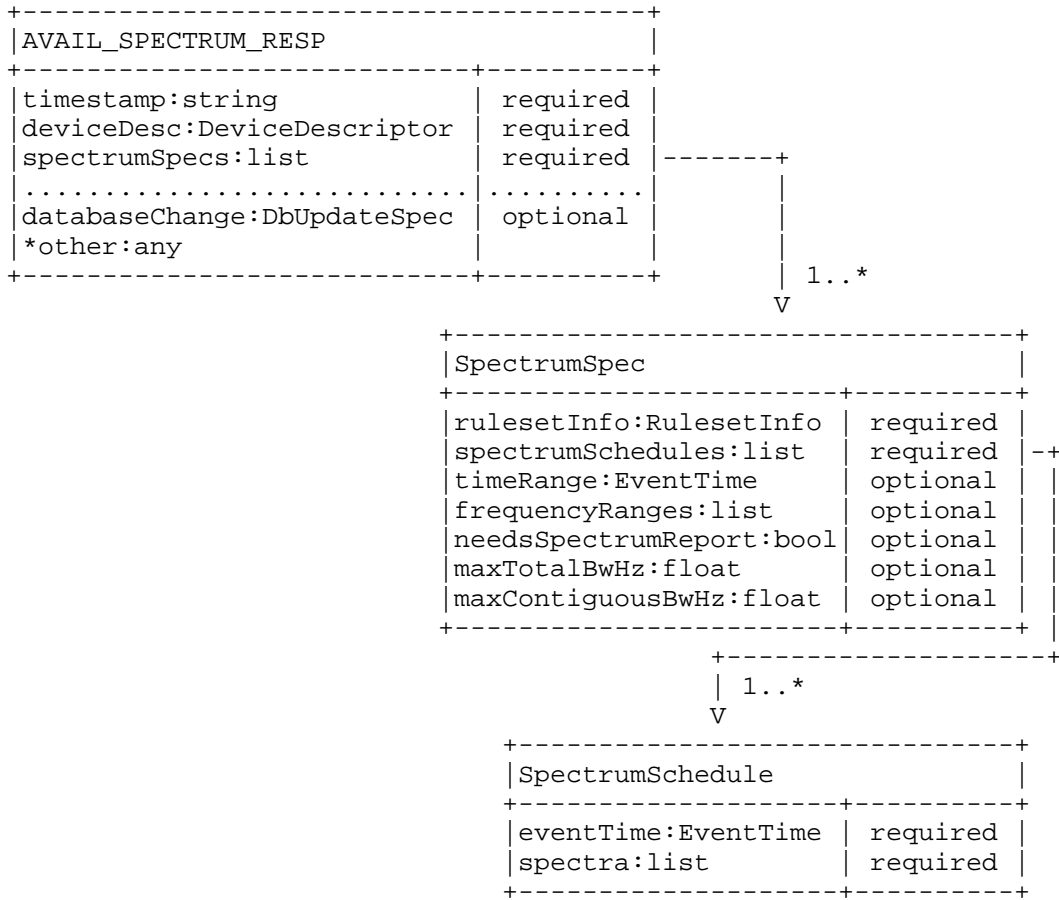 +---------------------------------------+
|AVAIL_SPECTRUM_RESP                    |
+----------------------------+----------+
|timestamp:string            | required |
|deviceDesc:DeviceDescriptor | required |
|spectrumSpecs:list          | required |-------+
|............................|..........|       |
|databaseChange:DbUpdateSpec | optional |       |
|*other:any                  |          |       |
+----------------------------+----------+       | 1..*
                                                V
                           +-----------------------------------+
                           |SpectrumSpec                       |
                           +------------------------+----------+
                           |rulesetInfo:RulesetInfo | required |
                           |spectrumSchedules:list  | required |-+
                           |timeRange:EventTime     | optional | |
                           |frequencyRanges:list    | optional | |
                           |needsSpectrumReport:bool| optional | |
                           |maxTotalBwHz:float      | optional | |
                           |maxContiguousBwHz:float | optional | |
                           +------------------------+----------+ |
                                            +--------------------+
                                            | 1..*
                                            V
                               +-------------------------------+
                               |SpectrumSchedule               |
                               +--------------------+----------+
                               |eventTime:EventTime | required |
                               |spectra:list        | required |
                               +--------------------+----------+